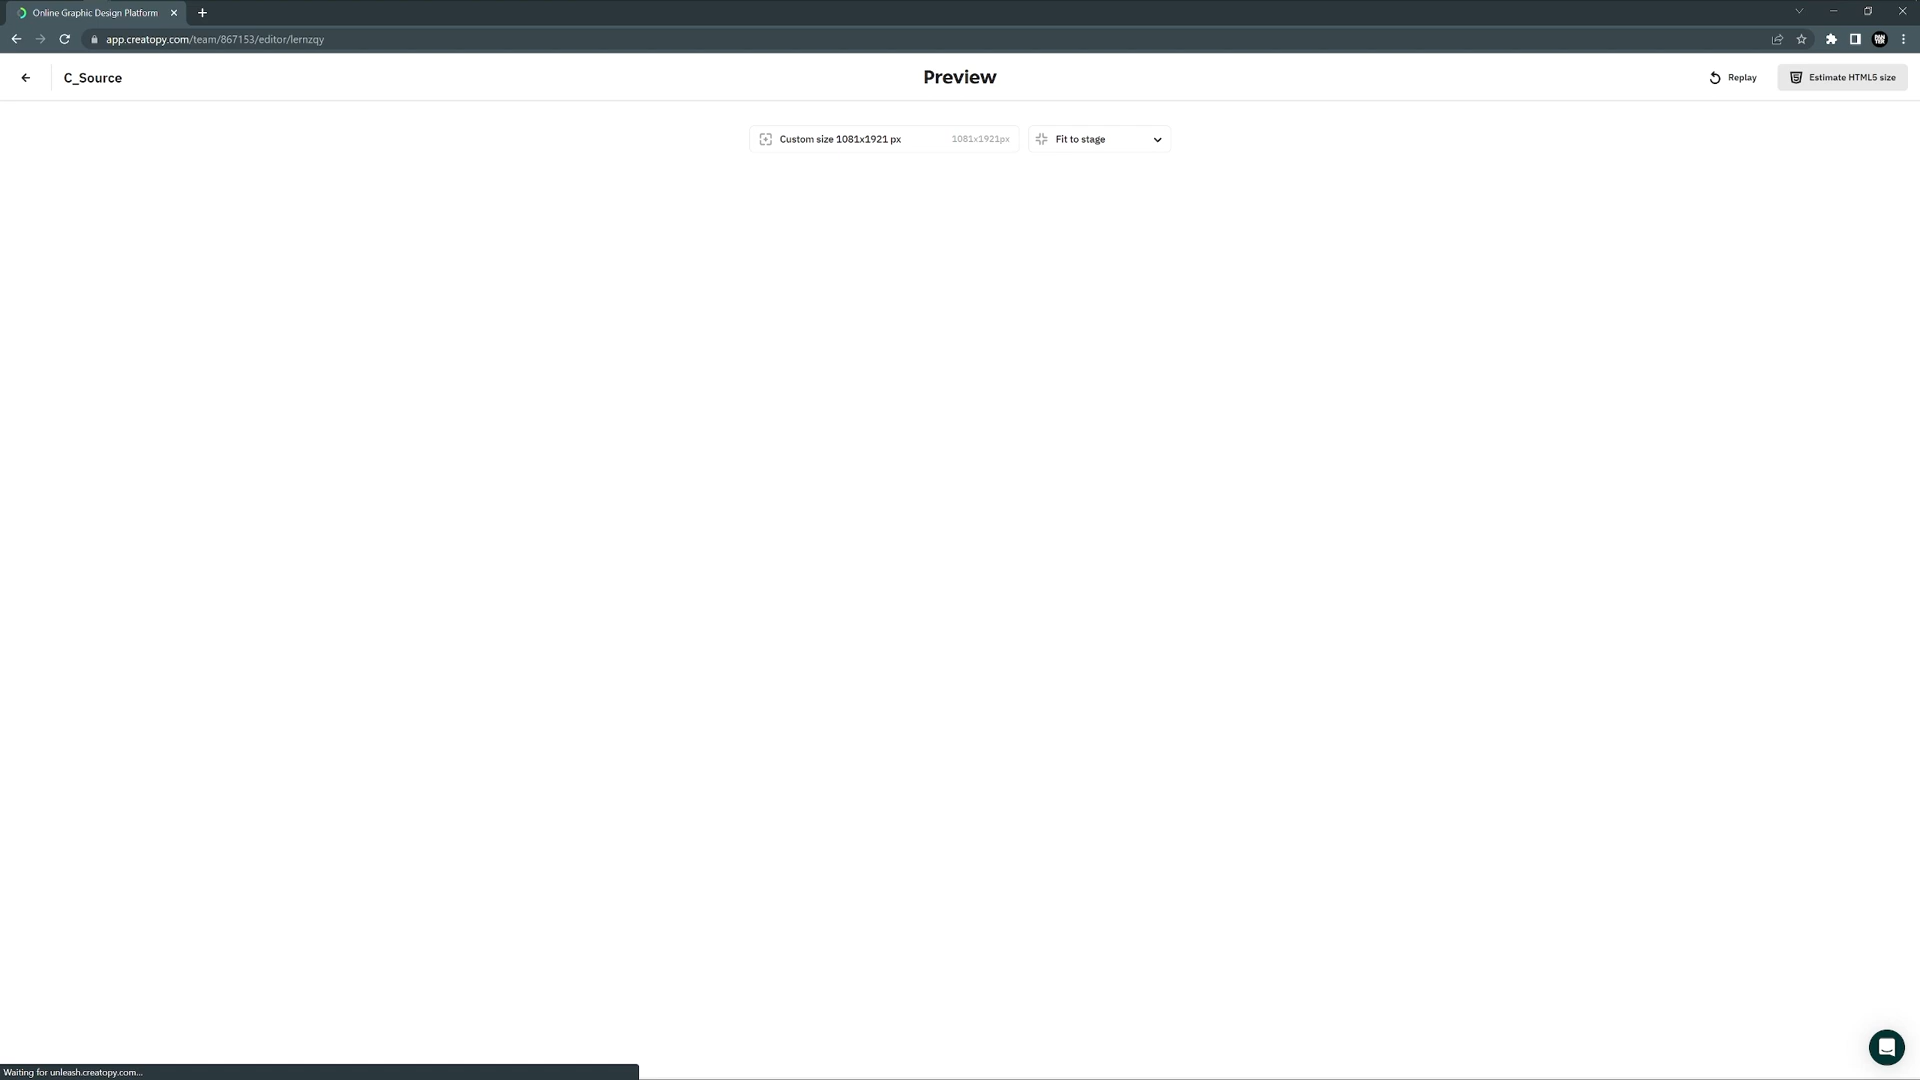 Online Graphic Design Platform
app.creatopy.com/team/867153/editor/lernzqy
C_Source
Preview
Replay
Estimate HTML5 size
Custom size 1081x1921 px
1081x1921px
Fit to stage
Waiting for unleash.creatopy.com...